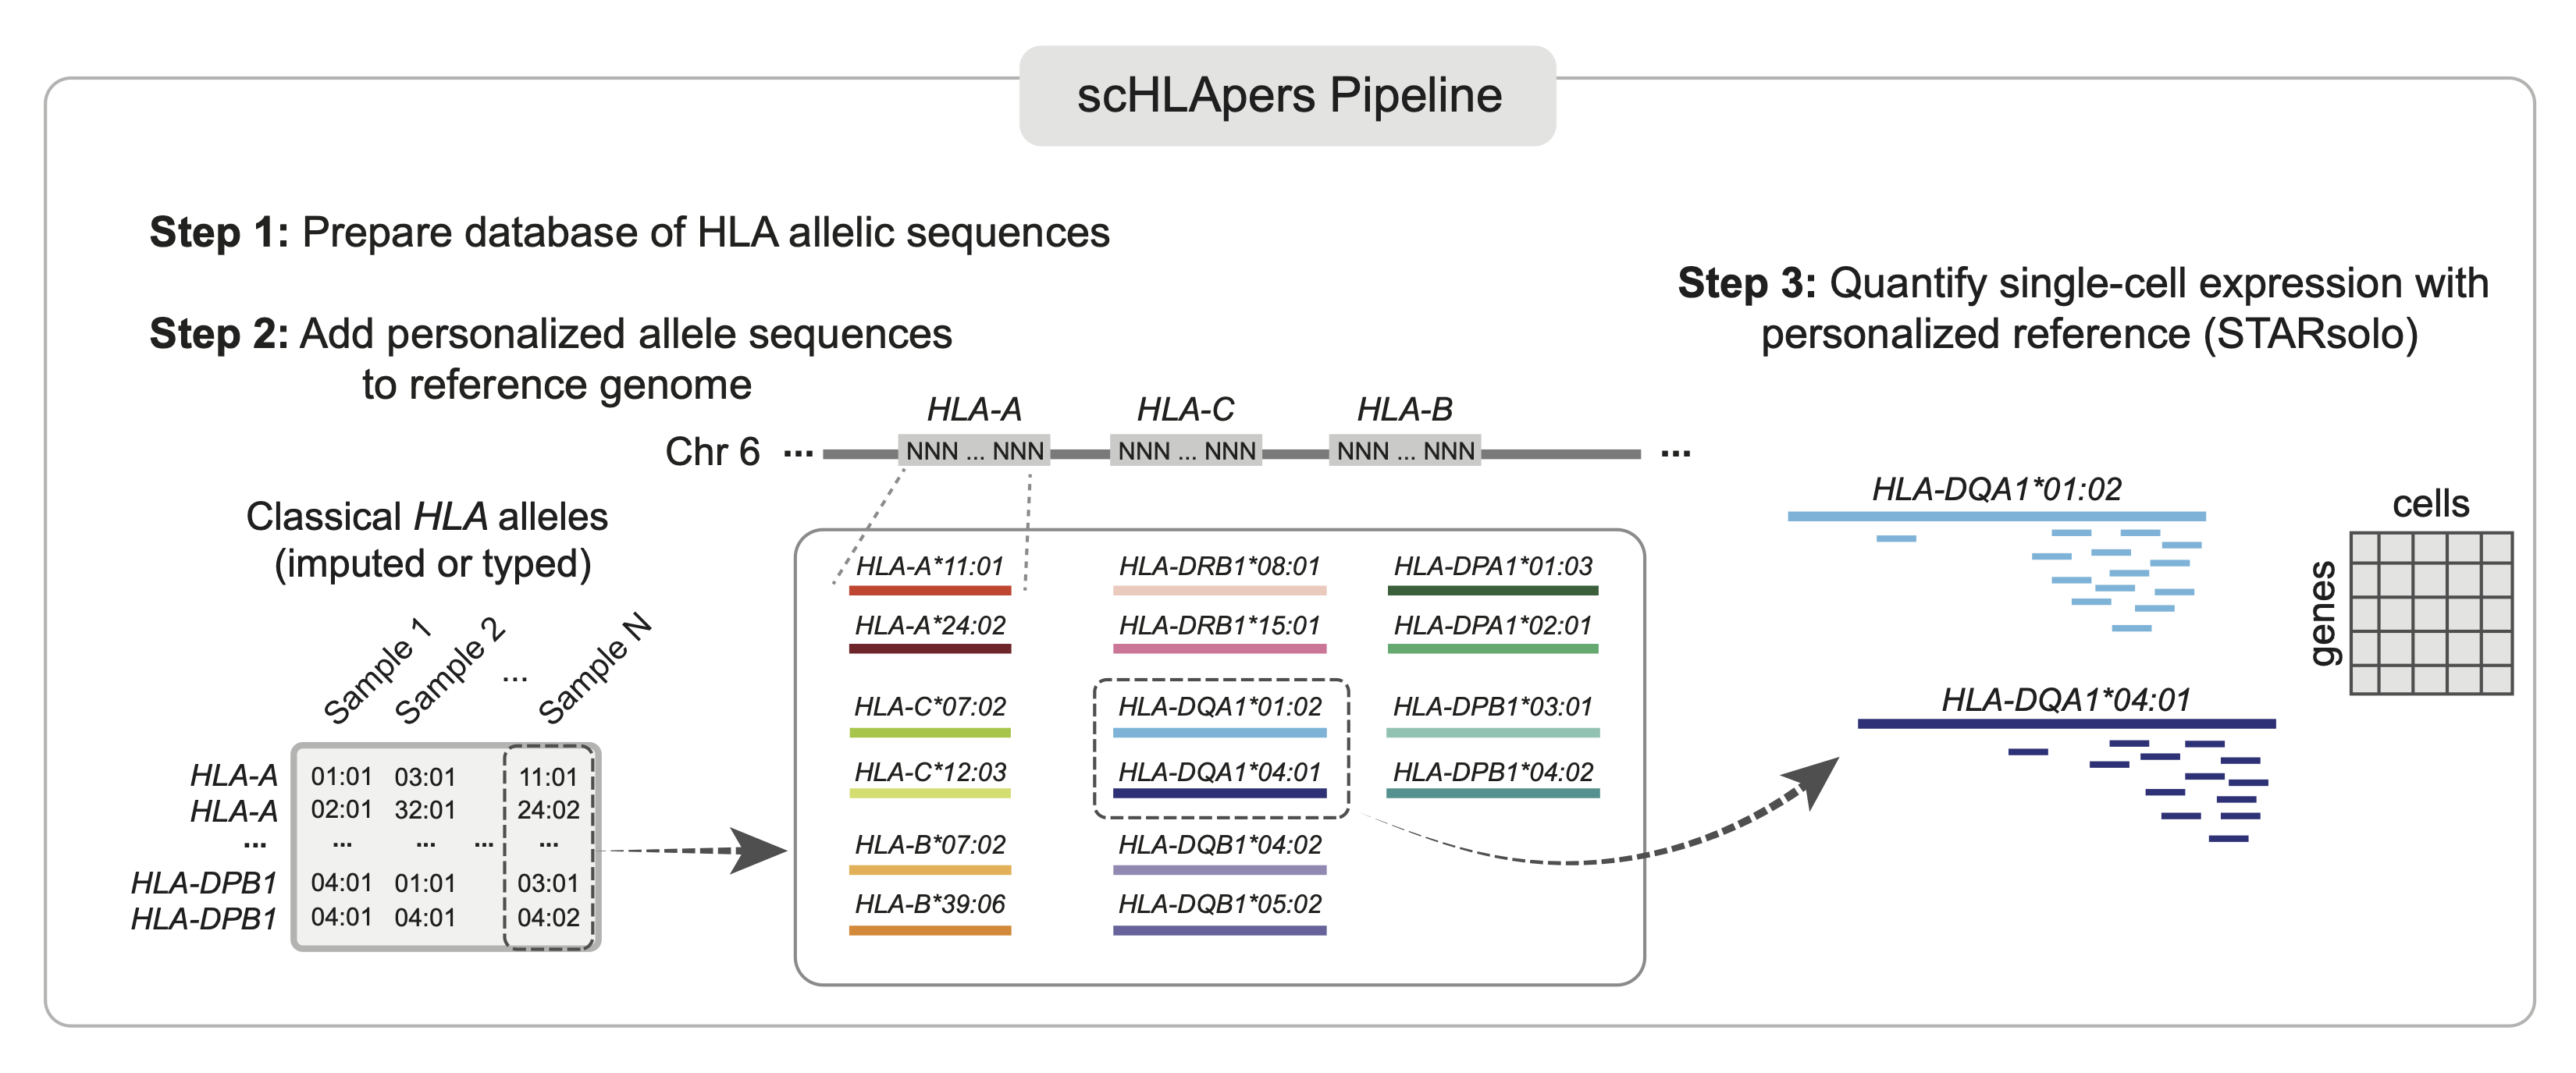 scHLApers Pipeline
Step 1: Prepare database of HLA allelic sequences
Step 2: Add personalized allele sequences
to reference genome
Chr 6 ... ...
HLA-A HLA-C HLA-B
NNN ... NNN NNN ... NNN NNN ... NNN
Classical HLA alleles
(imputed or typed)
Sample 1 Sample 2 ... Sample N
HLA-A 01:01 03:01 11:01
HLA-A 02:01 32:01 24:02
... ... ... ... ...
HLA-DPB1 04:01 01:01 03:01
HLA-DPB1 04:01 04:01 04:02
HLA-A*11:01 HLA-DRB1*08:01 HLA-DPA1*01:03
HLA-A*24:02 HLA-DRB1*15:01 HLA-DPA1*02:01
HLA-C*07:02 HLA-DQA1*01:02 HLA-DPB1*03:01
HLA-C*12:03 HLA-DQA1*04:01 HLA-DPB1*04:02
HLA-B*07:02 HLA-DQB1*04:02
HLA-B*39:06 HLA-DQB1*05:02
Step 3: Quantify single-cell expression with
personalized reference (STARsolo)
HLA-DQA1*01:02
HLA-DQA1*04:01
cells
genes